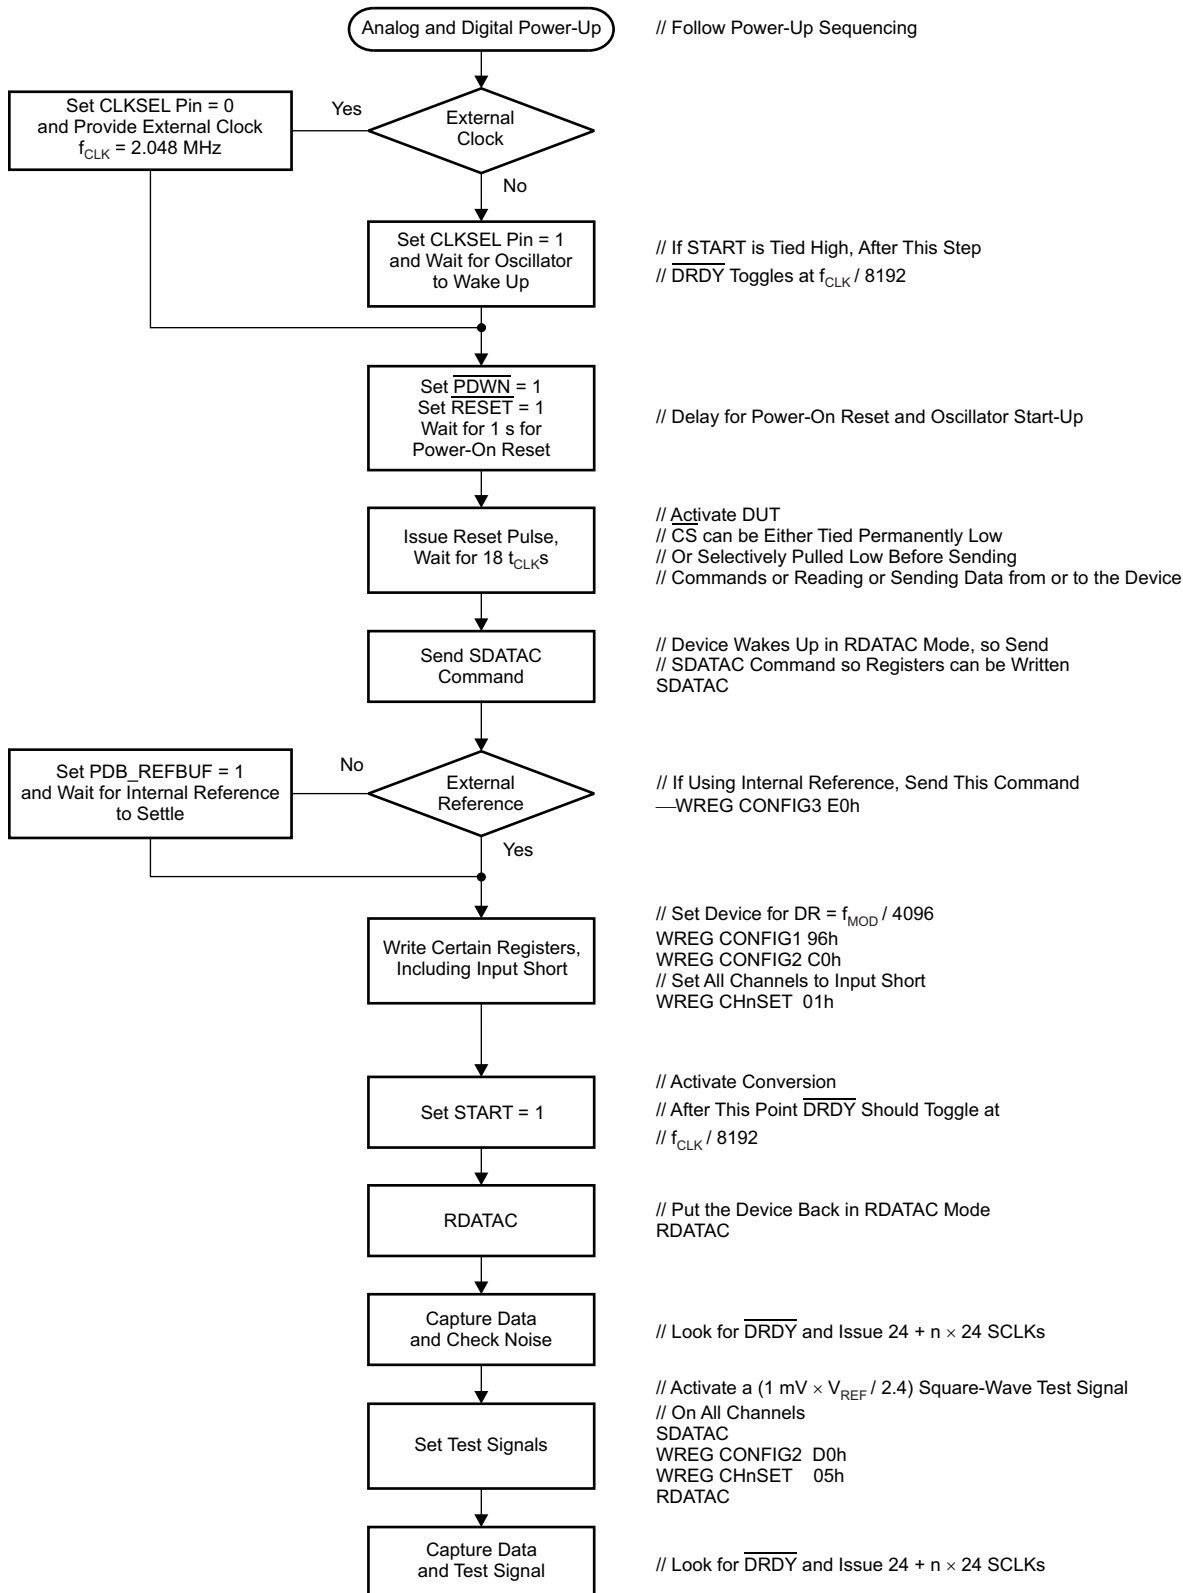 Analog and Digital Power-Up
// Follow Power-Up Sequencing
Set CLKSEL Pin = 0
and Provide External Clock
fCLK = 2.048 MHz
Yes
External
Clock
No
Set CLKSEL Pin = 1
and Wait for Oscillator
to Wake Up
// If START is Tied High, After This Step
// DRDY Toggles at fCLK / 8192
Set PDWN = 1
Set RESET = 1
Wait for 1 s for
Power-On Reset
// Delay for Power-On Reset and Oscillator Start-Up
Issue Reset Pulse,
Wait for 18 tCLKs
// Activate DUT
// CS can be Either Tied Permanently Low
// Or Selectively Pulled Low Before Sending
// Commands or Reading or Sending Data from or to the Device
Send SDATAC
Command
// Device Wakes Up in RDATAC Mode, so Send
// SDATAC Command so Registers can be Written
SDATAC
Set PDB_REFBUF = 1
and Wait for Internal Reference
to Settle
No
External
Reference
Yes
// If Using Internal Reference, Send This Command
—WREG CONFIG3 E0h
Write Certain Registers,
Including Input Short
// Set Device for DR = fMOD / 4096
WREG CONFIG1 96h
WREG CONFIG2 C0h
// Set All Channels to Input Short
WREG CHnSET 01h
Set START = 1
// Activate Conversion
// After This Point DRDY Should Toggle at
// fCLK / 8192
RDATAC
// Put the Device Back in RDATAC Mode
RDATAC
Capture Data
and Check Noise
// Look for DRDY and Issue 24 + n × 24 SCLKs
Set Test Signals
// Activate a (1 mV × VREF / 2.4) Square-Wave Test Signal
// On All Channels
SDATAC
WREG CONFIG2 D0h
WREG CHnSET 05h
RDATAC
Capture Data
and Test Signal
// Look for DRDY and Issue 24 + n × 24 SCLKs